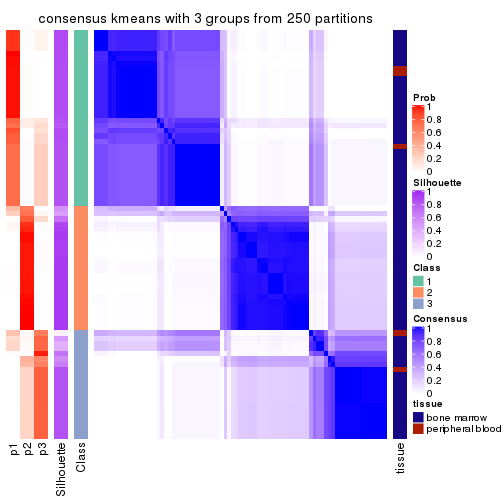 consensus kmeans with 3 groups from 250 partitions
Prob
1
0.8
0.6
0.4
0.2
0
Silhouette
1
0.8
0.6
0.4
0.2
0
Class
1
2
3
Consensus
1
0.8
0.6
0.4
0.2
0
tissue
bone marrow
peripheral blood
p1
p2
p3
Silhouette
Class
tissue